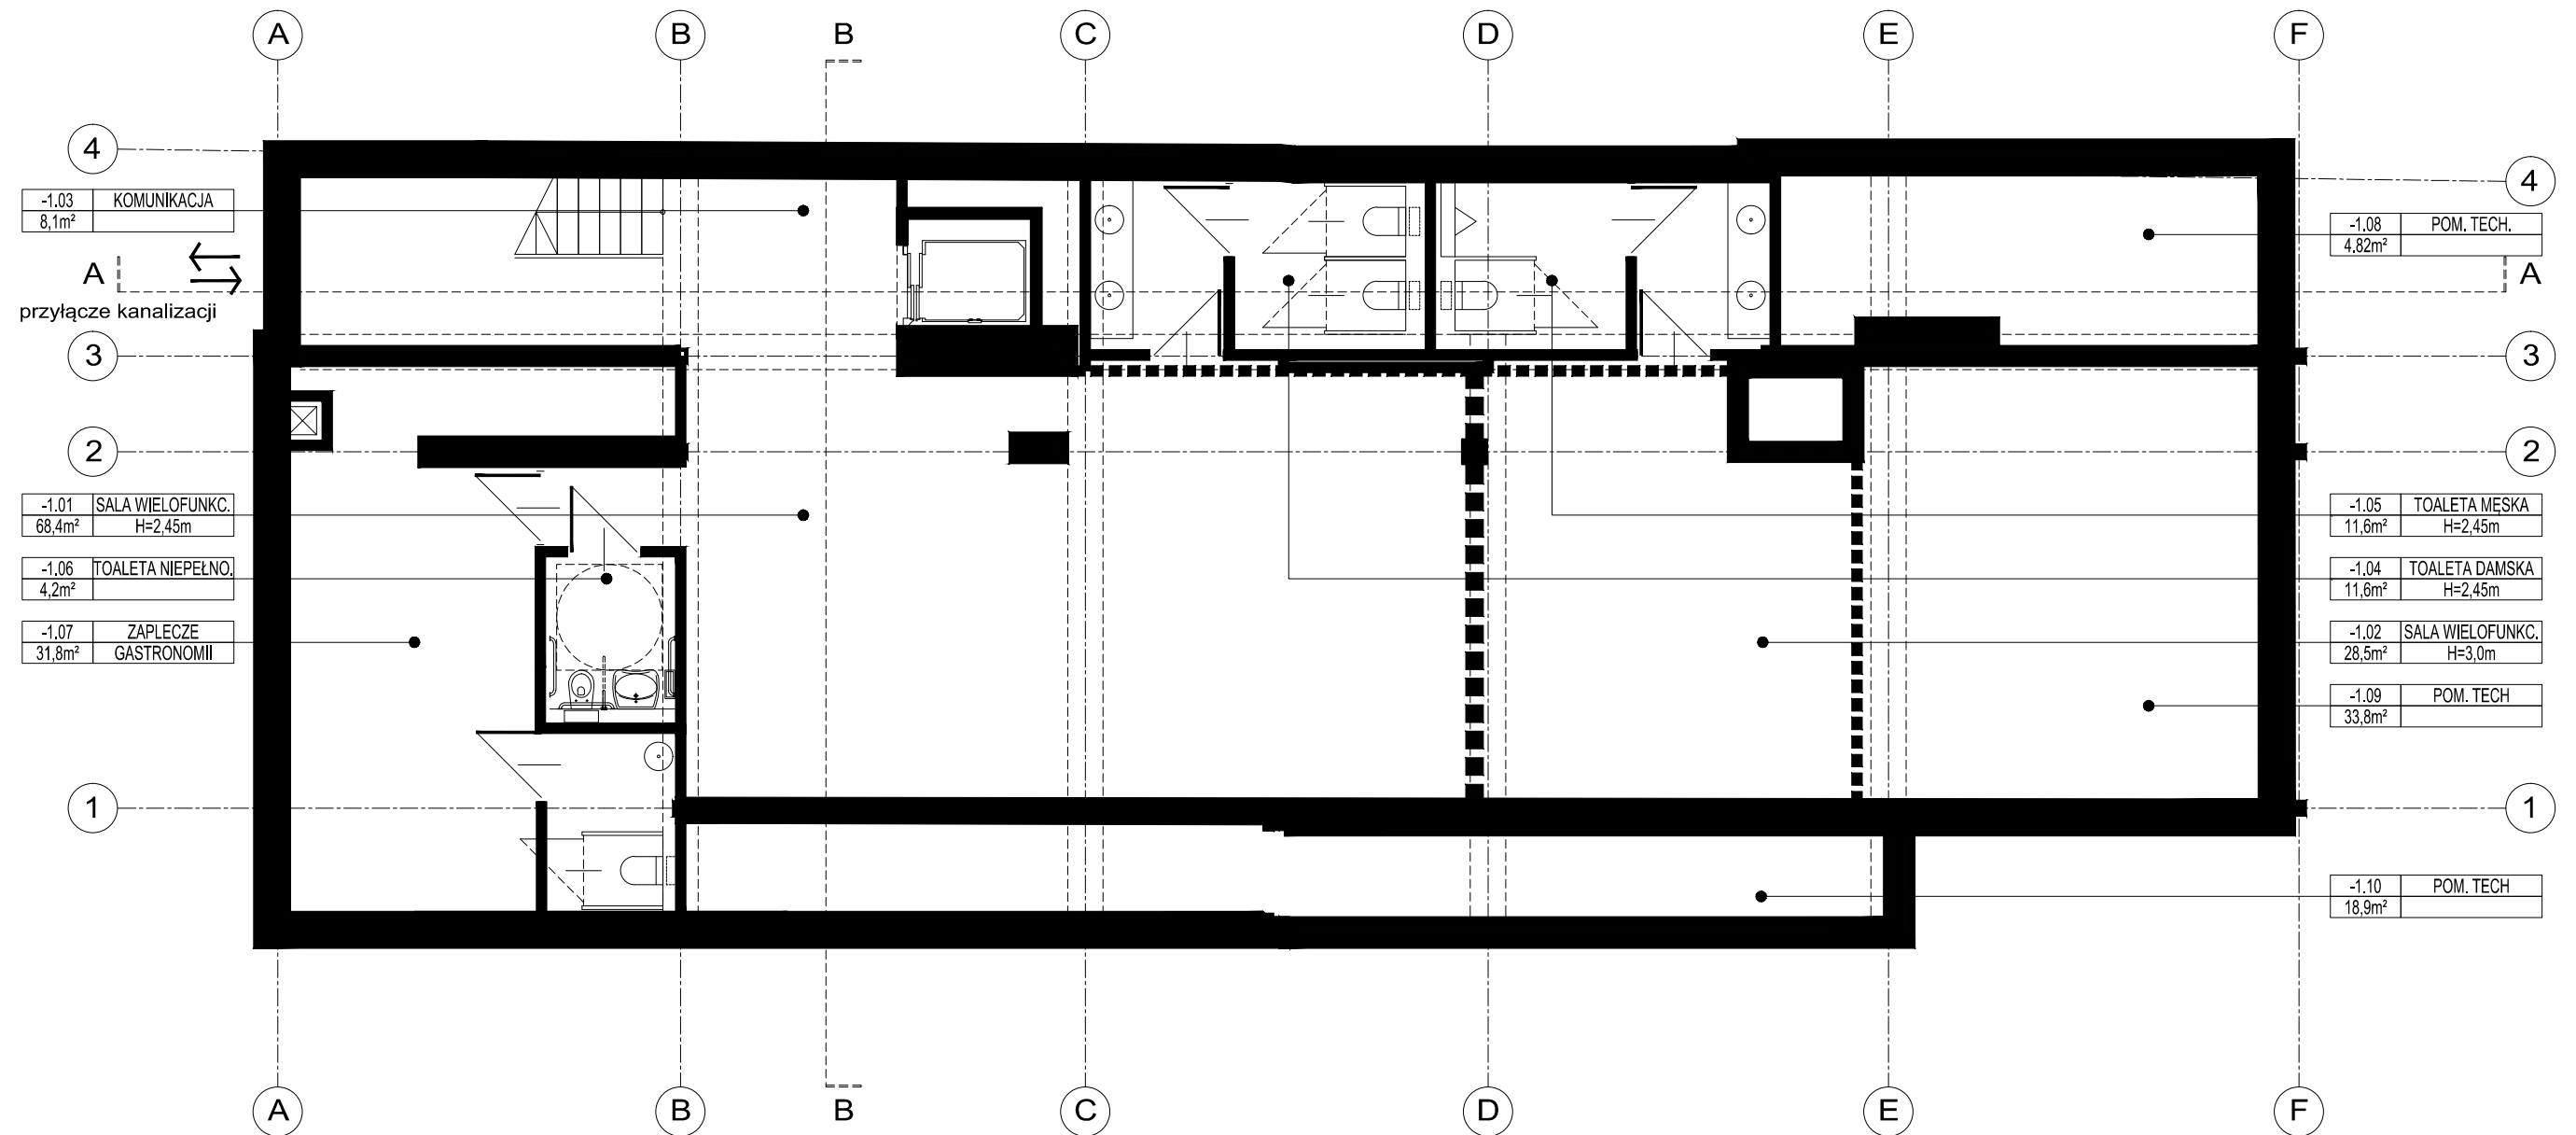 A B B C D E F
4
4
-1.03 KOMUNIKACJA
8,1m²
-1.08 POM. TECH.
4.82m²
A
A
przyłącze kanalizacji
3
3
2
2
-1.01 SALA WIELOFUNKC.
68,4m² H=2,45m
-1.05 TOALETA MĘSKA
11,6m² H=2,45m
-1.06 TOALETA NIEPEŁNO.
4,2m²
-1.04 TOALETA DAMSKA
11,6m² H=2,45m
-1.07 ZAPLECZE
31,8m² GASTRONOMII
-1.02 SALA WIELOFUNKC.
28,5m² H=3,0m
-1.09 POM. TECH
33,8m²
1
1
-1.10 POM. TECH
18,9m²
A B B C D E F